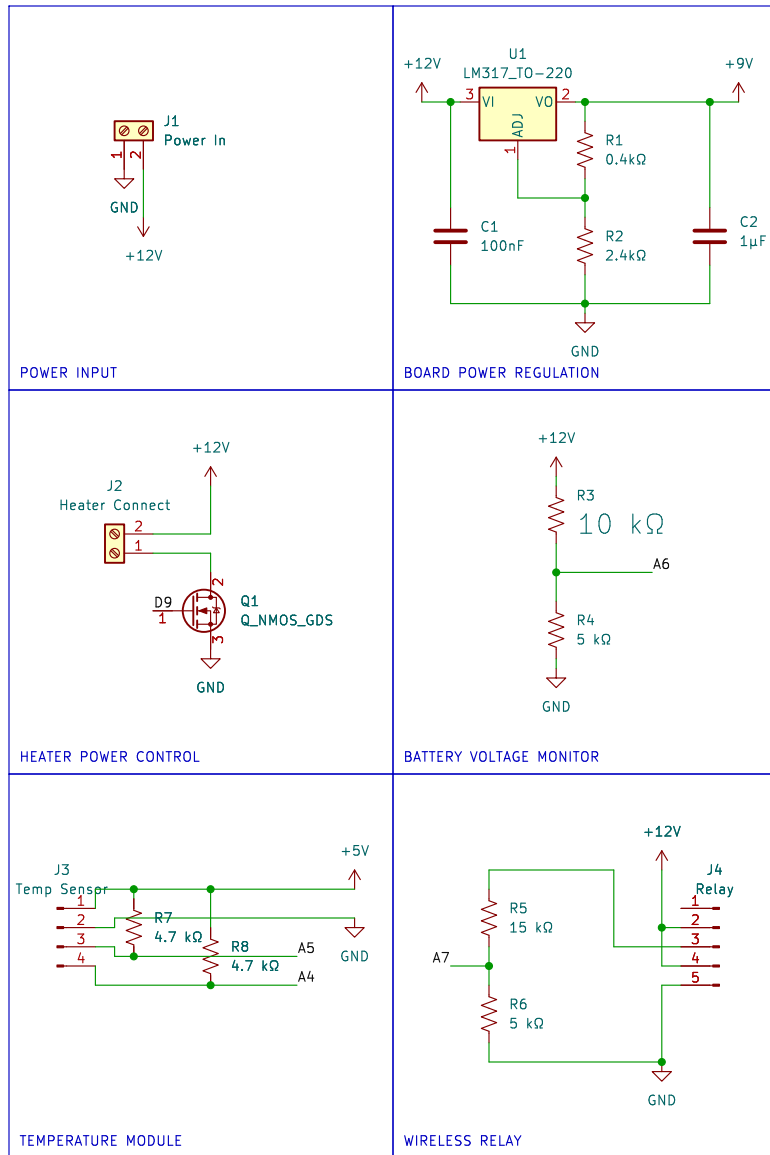 J1
Power In
1
2
GND
+12V
POWER INPUT
U1
LM317_TO-220
+12V
+9V
3
VI
VO
2
ADJ
1
R1
0.4kΩ
C1
100nF
R2
2.4kΩ
C2
1µF
GND
BOARD POWER REGULATION
+12V
J2
Heater Connect
2
1
2
D9
1
Q1
Q_NMOS_GDS
3
GND
HEATER POWER CONTROL
+12V
R3
10 kΩ
A6
R4
5 kΩ
GND
BATTERY VOLTAGE MONITOR
+5V
J3
Temp Sensor
1
2
3
4
R7
4.7 kΩ
R8
4.7 kΩ
A5
A4
GND
TEMPERATURE MODULE
+12V
J4
Relay
1
2
3
4
5
R5
15 kΩ
A7
R6
5 kΩ
GND
WIRELESS RELAY